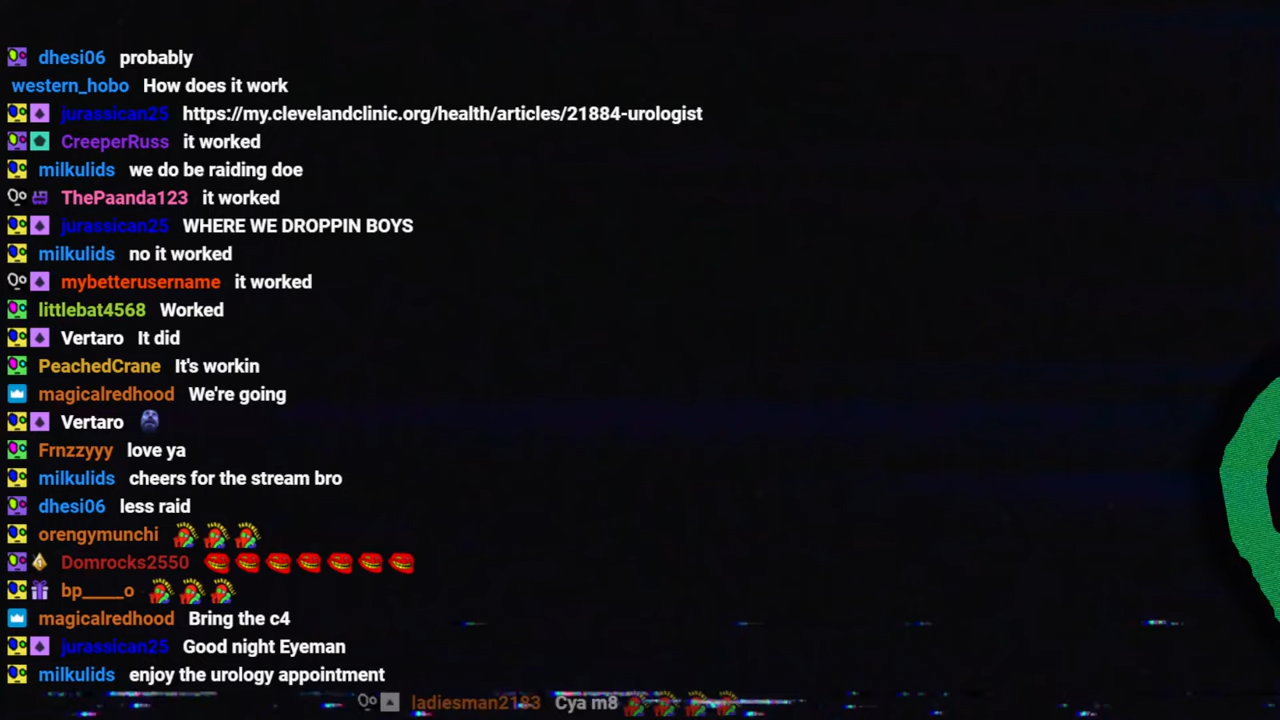 dhesi06 probably
western_hobo How does it work
jurassican25 https://my.clevelandclinic.org/health/articles/21884-urologist
CreeperRuss it worked
milkulids we do be raiding doe
ThePaanda123 it worked
jurassican25 WHERE WE DROPPIN BOYS
milkulids no it worked
mybetterusername it worked
littlebat4568 Worked
Vertaro It did
PeachedCrane It's workin
magicalredhood We're going
Vertaro
Frnzzyyy love ya
milkulids cheers for the stream bro
dhesi06 less raid
orengymunchi
Domrocks2550
bp_____o
magicalredhood Bring the c4
jurassican25 Good night Eyeman
milkulids enjoy the urology appointment
ladiesman2183 Cya m8